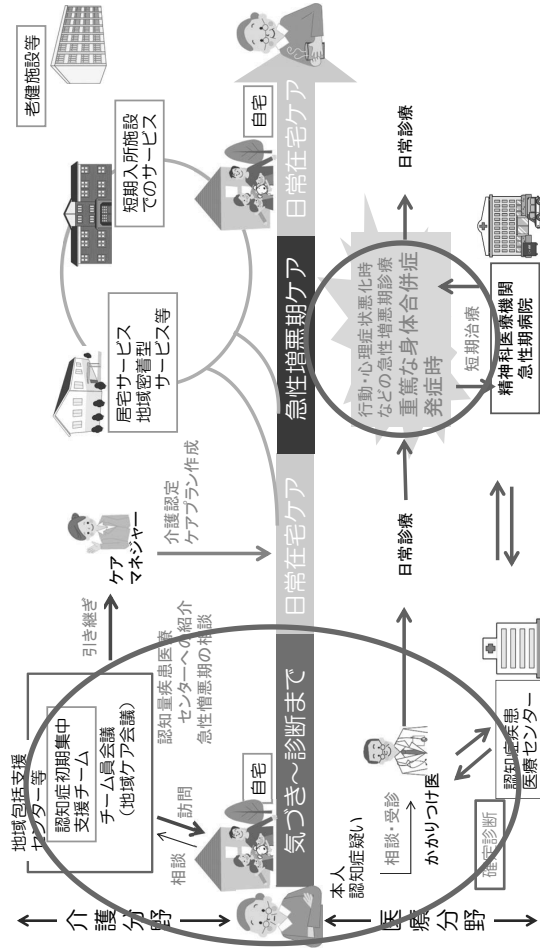 地域包括支援
センター等
認知症初期集中
支援チーム
チーム員会議
（地域ケア会議）
引き継ぎ
ケア
マネジャー
介護認定
ケアプラン作成
居宅サービス
地域密着型
サービス等
短期入所施設
でのサービス
老健施設等
介護分野
相談
訪問
認知量疾患医療
センターへの紹介
急性増悪期の相談
自宅
自宅
気づき～診断まで
日常在宅ケア
急性増悪期ケア
日常在宅ケア
本人
認知症疑い
相談・受診
かかりつけ医
日常診療
行動・心理症状悪化時
などの急性増悪期診療
重篤な身体合併症
発症時
日常診療
短期治療
医療分野
確定診断
認知症疾患
医療センター
精神科医療機関
急性期病院